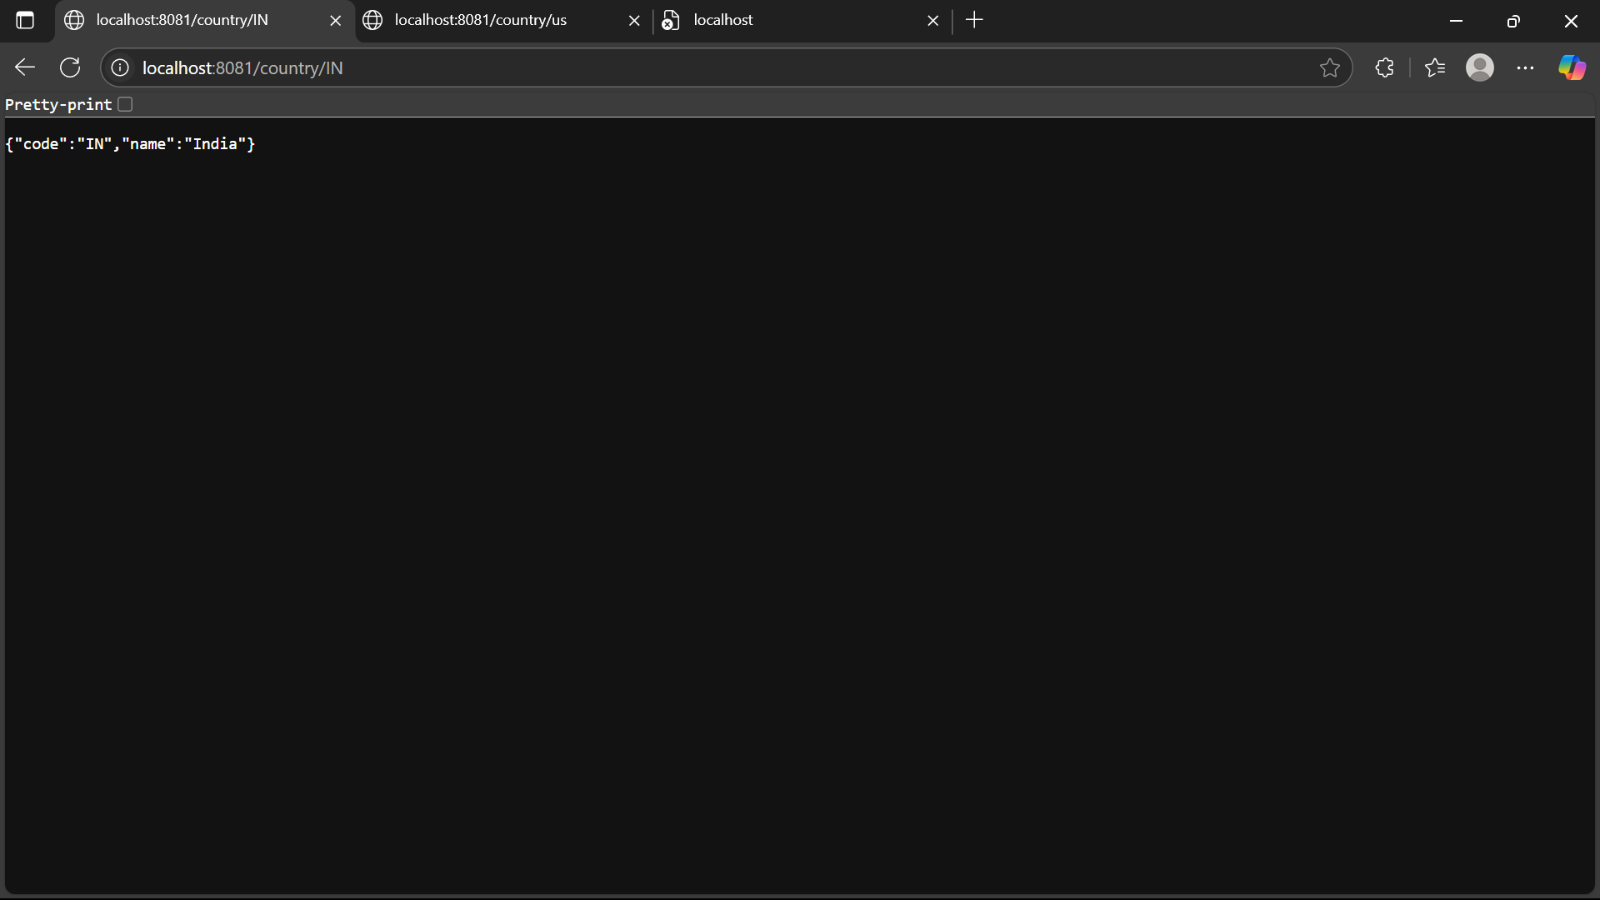 localhost:8081/country/IN
localhost:8081/country/us
localhost
localhost:8081/country/IN
Pretty-print
{"code":"IN","name":"India"}